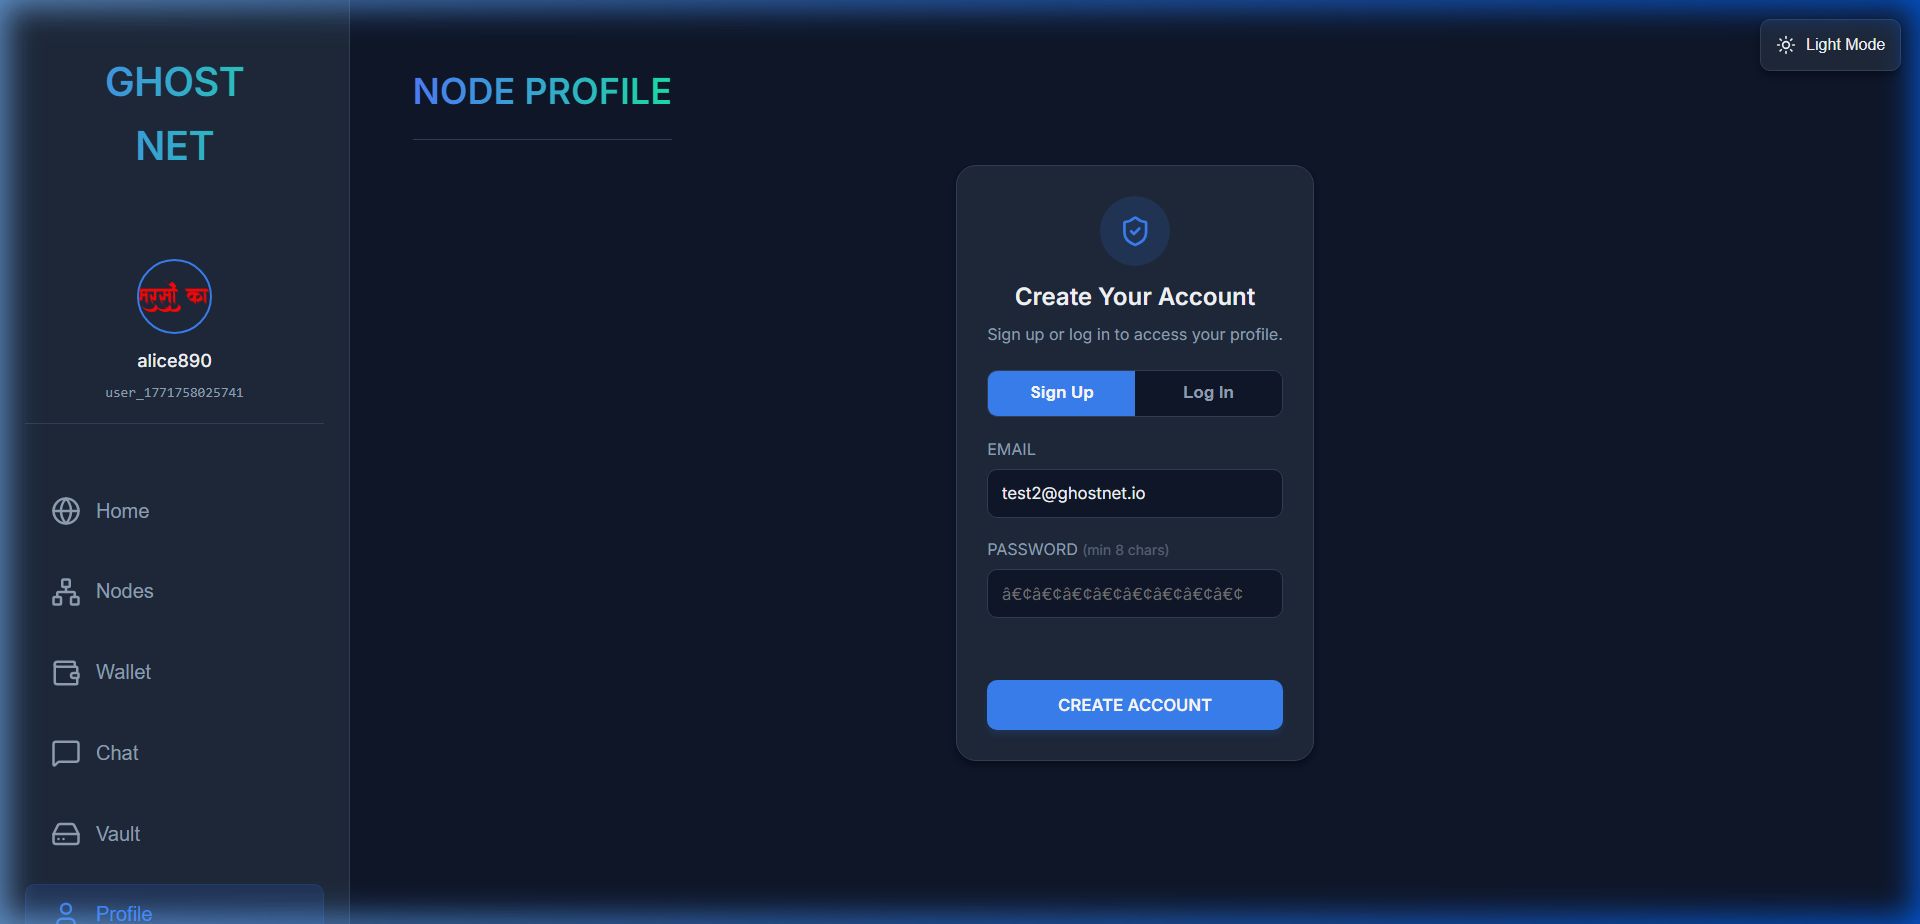 GHOST
NET
मरसों का
alice890
user_1771758025741
Home
Nodes
Wallet
Chat
Vault
Profile
Light Mode
NODE PROFILE
Create Your Account
Sign up or log in to access your profile.
Sign Up
Log In
EMAIL
test2@ghostnet.io
PASSWORD (min 8 chars)
â€¢â€¢â€¢â€¢â€¢â€¢â€¢â€¢
CREATE ACCOUNT